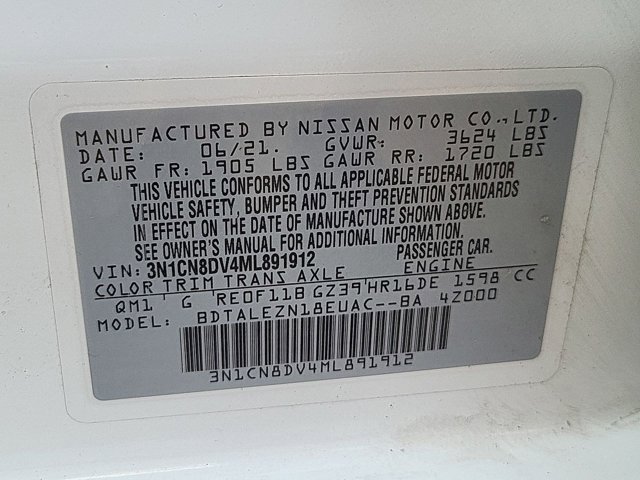 MANUFACTURED BY NISSAN MOTOR CO., LTD.
DATE: 06/21. GVWR: 3624 LBS
GAWR FR: 1905 LBS GAWR RR: 1720 LBS
THIS VEHICLE CONFORMS TO ALL APPLICABLE FEDERAL MOTOR
VEHICLE SAFETY, BUMPER AND THEFT PREVENTION STANDARDS
IN EFFECT ON THE DATE OF MANUFACTURE SHOWN ABOVE.
SEE OWNER'S MANUAL FOR ADDITIONAL INFORMATION
VIN: 3N1CN8DV4ML891912 PASSENGER CAR.
COLOR TRIM TRANS AXLE ENGINE
QM1 G RE0F11B GZ39 HR16DE 1598 CC
MODEL: BDTALEZN18EUAC--BA 4Z000
3N1CN8DV4ML891912